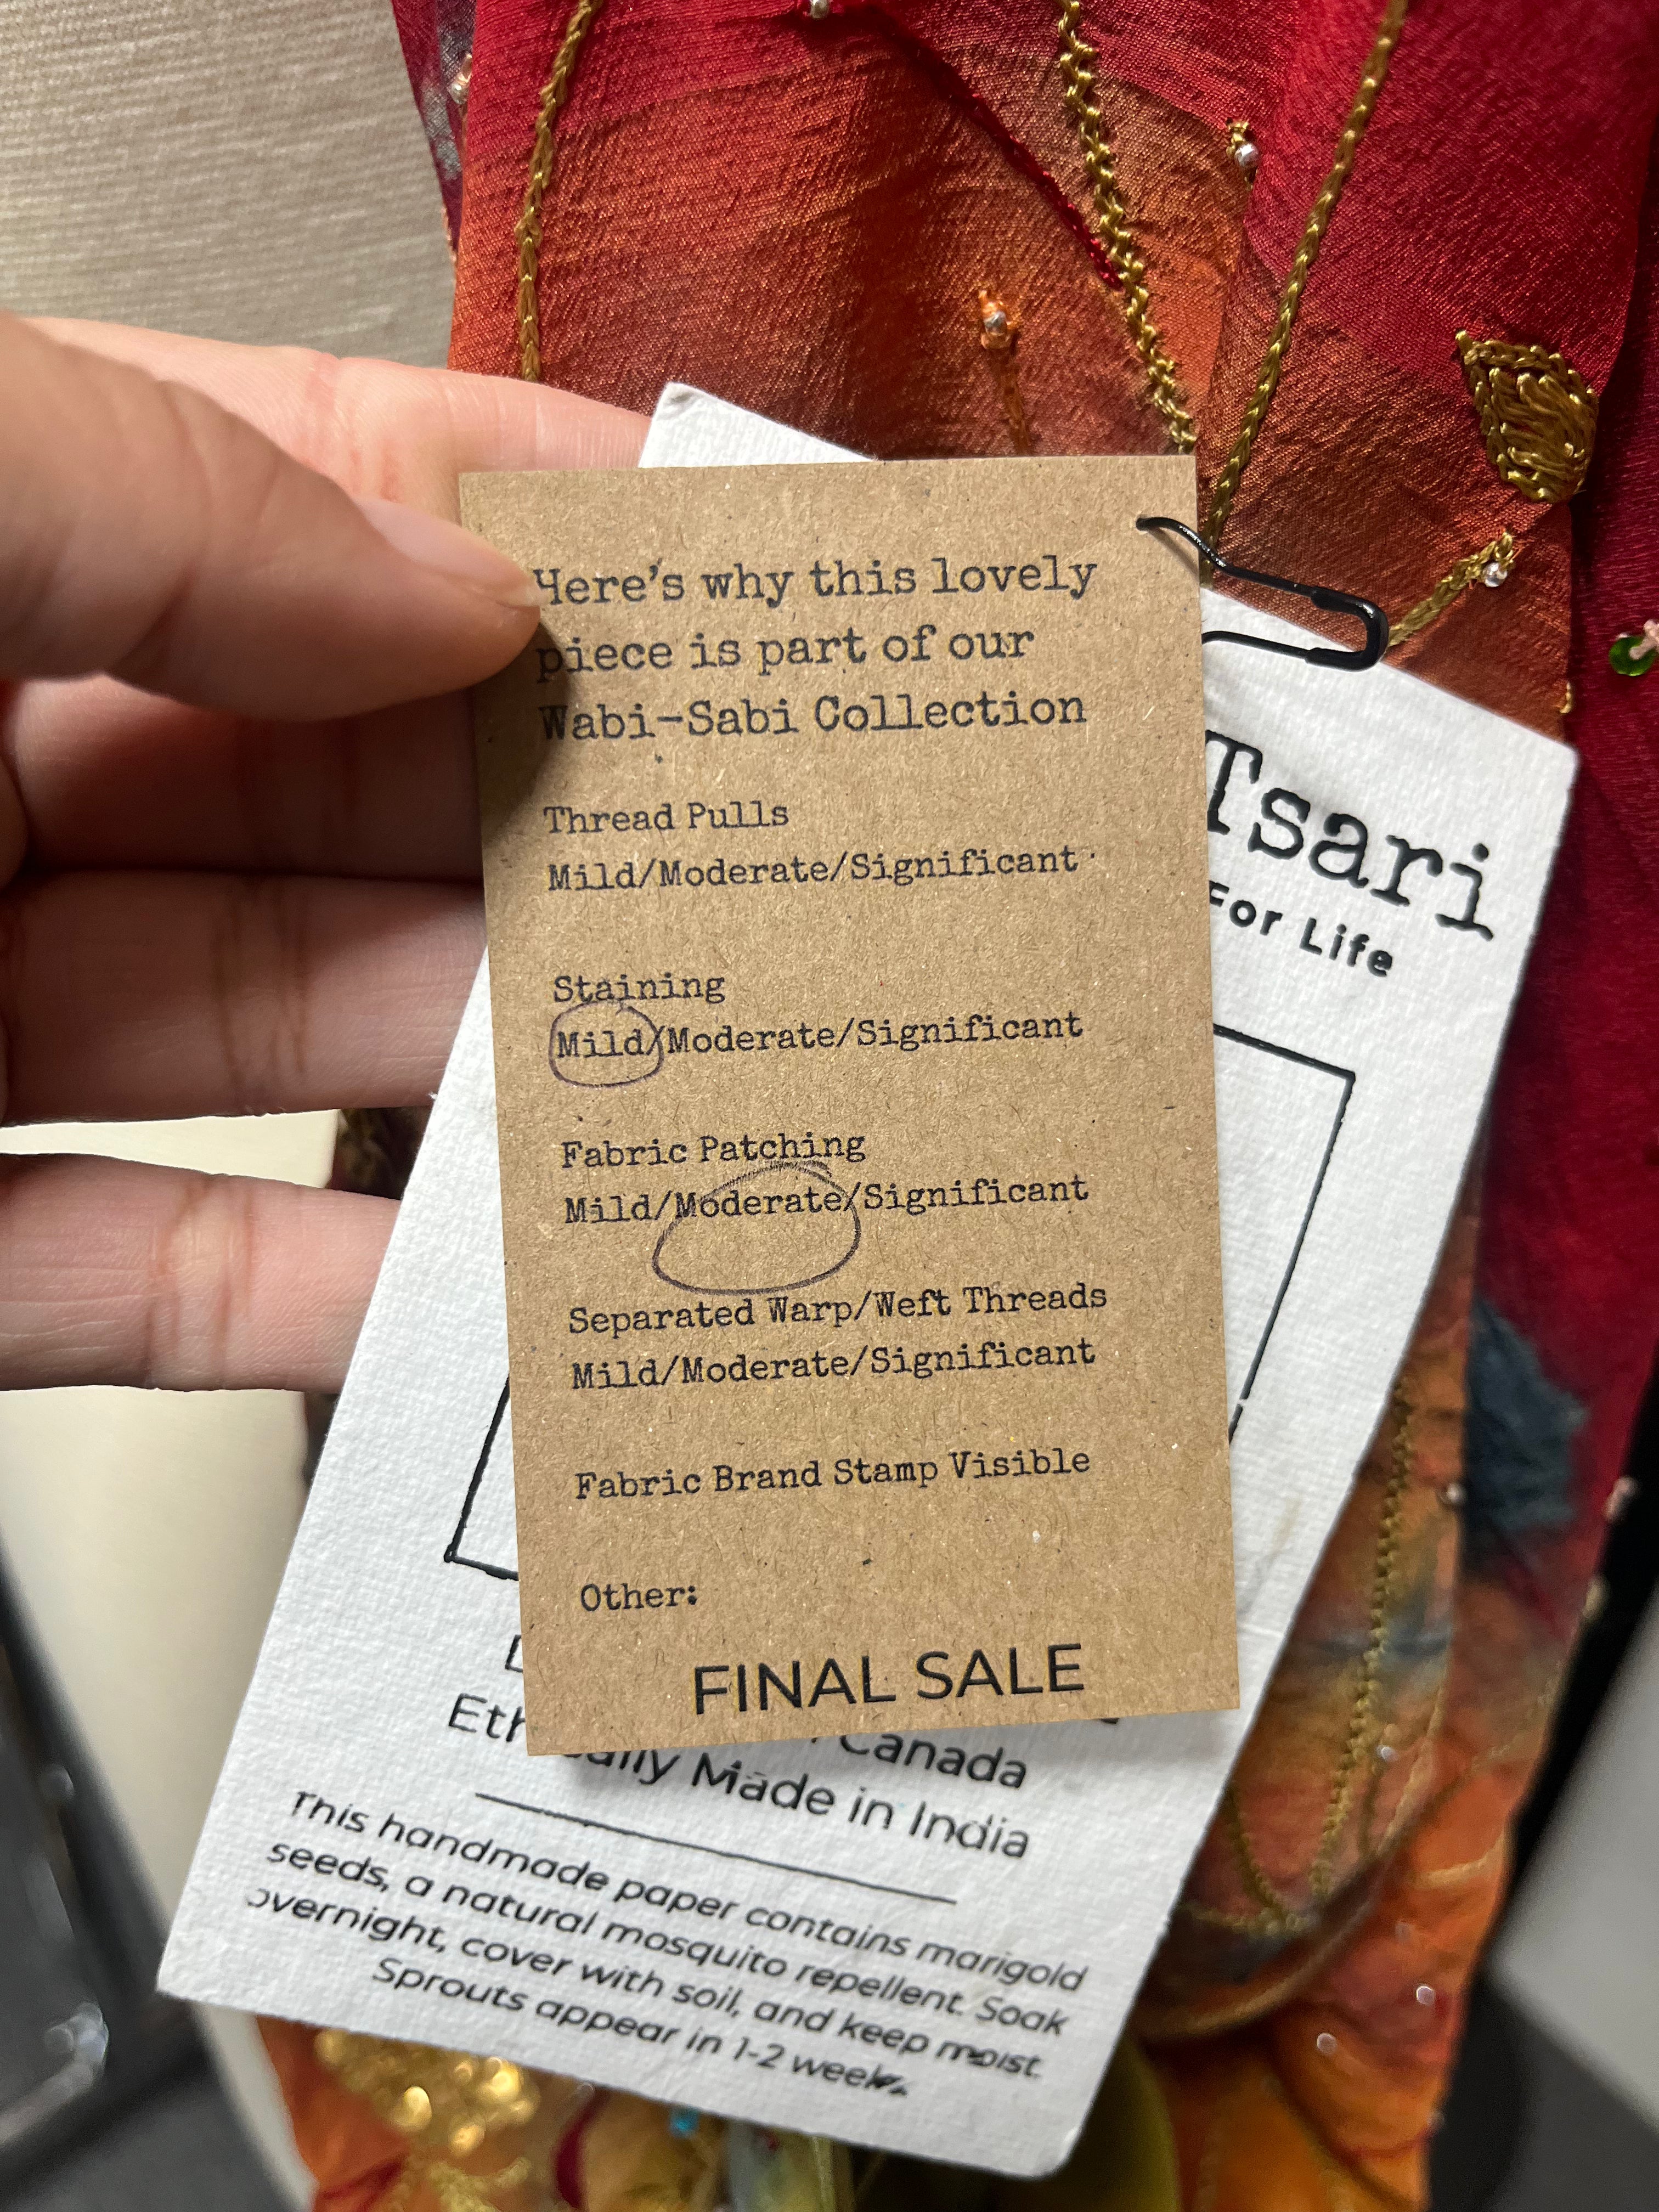 Here's why this lovely
piece is part of our
Wabi-Sabi Collection
Thread Pulls
Mild/Moderate/Significant
Staining
Mild/Moderate/Significant
Fabric Patching
Mild/Moderate/Significant
Separated Warp/Weft Threads
Mild/Moderate/Significant
Fabric Brand Stamp Visible
Other:
FINAL SALE
Tsari
For Life
Canada
Ethically Made in India
This handmade paper contains marigold
seeds, a natural mosquito repellent. Soak
overnight, cover with soil, and keep moist.
Sprouts appear in 1-2 weeks.